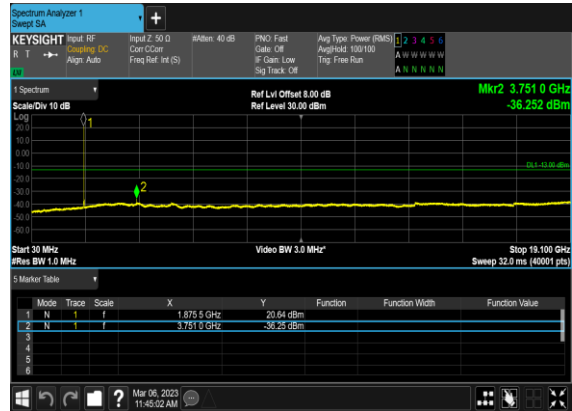 Spectrum Analyzer 1
Swept SA
KEYSIGHT Input: RF Input Z: 50 Ω #Atten: 40 dB PNO: Fast Avg Type: Power (RMS) 1 2 3 4 5 6
R T Coupling: DC Corr CCorr Gate: Off Avg|Hold: 100/100 A W W W W W
Align: Auto Freq Ref: Int (S) IF Gain: Low Trig: Free Run
Sig Track: Off A N N N N N
LW
1 Spectrum Ref Lvl Offset 8.00 dB Mkr2 3.751 0 GHz
Scale/Div 10 dB Ref Level 30.00 dBm -36.252 dBm
Log
20.0
10.0
0.00
-10.0
-20.0
-30.0
-40.0
-50.0
-60.0
1
2
DL1 -13.00 dBm
Start 30 MHz Video BW 3.0 MHz* Stop 19.100 GHz
#Res BW 1.0 MHz Sweep 32.0 ms (40001 pts)
5 Marker Table
Mode Trace Scale X Y Function Function Width Function Value
1 N 1 f 1.875 5 GHz 20.64 dBm
2 N 1 f 3.751 0 GHz -36.25 dBm
3
4
5
6
? Mar 06, 2023
11:45:02 AM